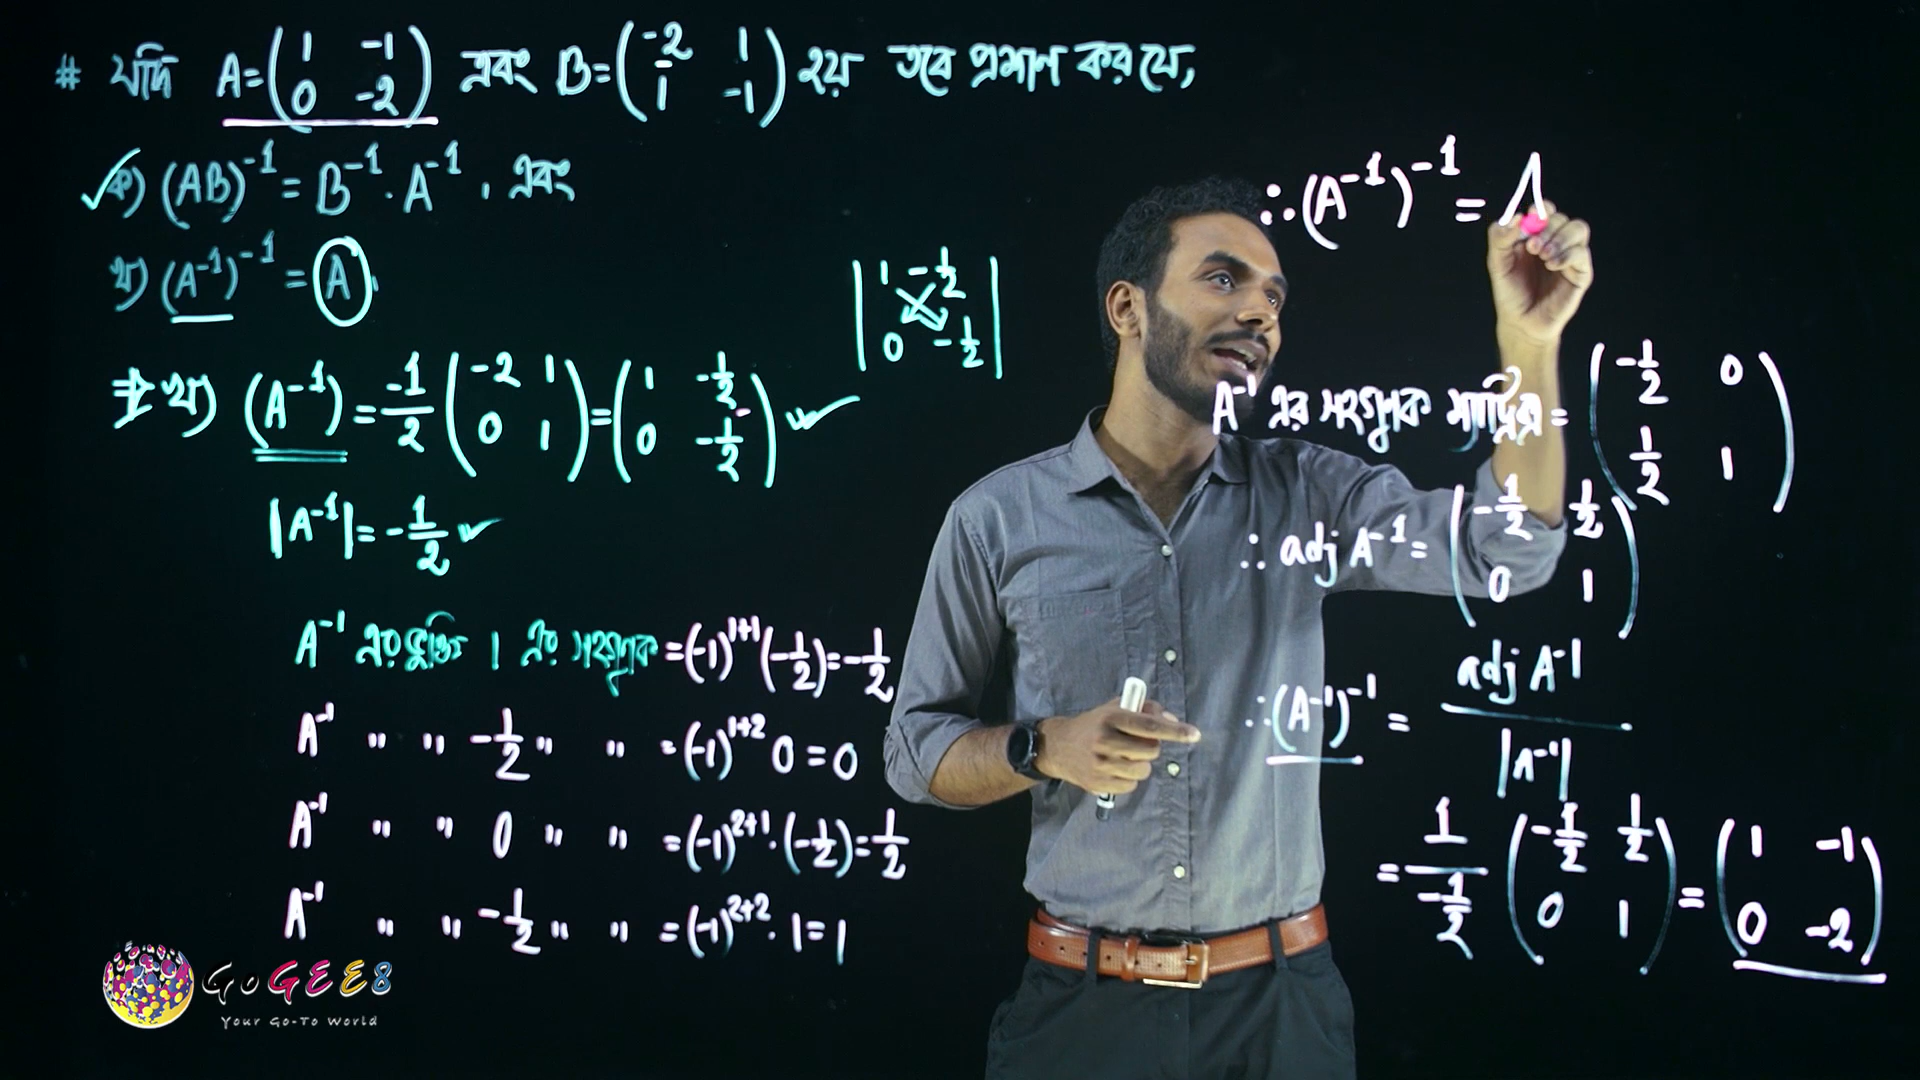 # যদি A = (1 -1 0 -2) এবং B = (-2 1 1 -1) হয় তবে প্রমাণ কর যে,
ক) (AB)⁻¹ = B⁻¹ . A⁻¹ , এবং
খ) (A⁻¹)⁻¹ = A
⇒ খ) (A⁻¹) = -1/2 (-2 1 0 1) = (1 -1/2 0 -1/2)
|1 -1/2 0 -1/2|
|A⁻¹| = -1/2
A⁻¹ এর ভুক্তি 1 এর সহগুণক = (-1)¹⁺¹ (-1/2) = -1/2
A⁻¹ " " -1/2 " " = (-1)¹⁺² 0 = 0
A⁻¹ " " 0 " " = (-1)²⁺¹ . (-1/2) = 1/2
A⁻¹ " " -1/2 " " = (-1)²⁺² . 1 = 1
∴ (A⁻¹)⁻¹ = A
A⁻¹ এর সহগুণক ম্যাট্রিক্স = (-1/2 0 1/2 1)
∴ adj A⁻¹ = (-1/2 1/2 0 1)
∴ (A⁻¹)⁻¹ = adj A⁻¹ / |A⁻¹|
= 1/-1/2 (-1/2 1/2 0 1) = (1 -1 0 -2)
GoGEE8
Your Go-To World